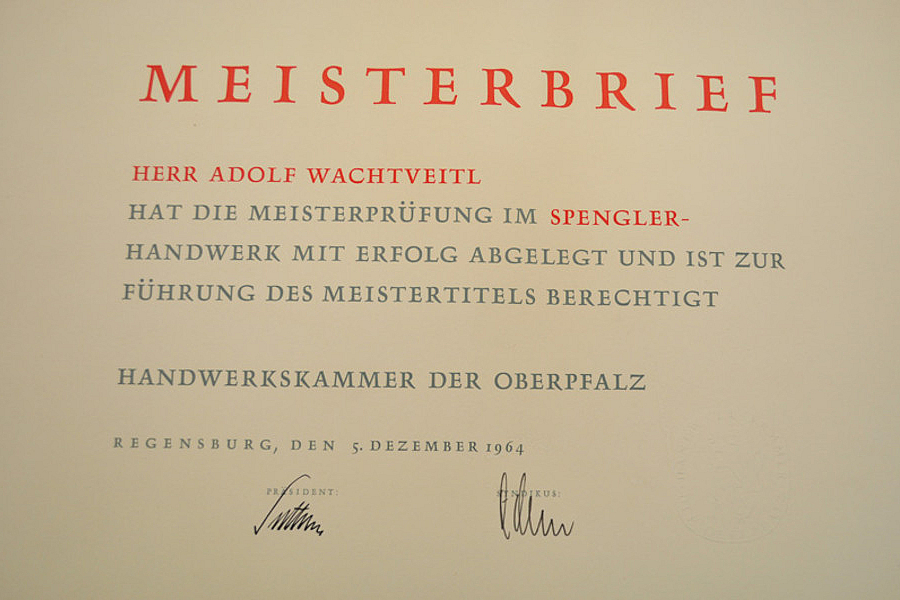 MEISTERBRIEF
HERR ADOLF WACHTVEITL
HAT DIE MEISTERPRÜFUNG IM SPENGLER-
HANDWERK MIT ERFOLG ABGELEGT UND IST ZUR
FÜHRUNG DES MEISTERTITELS BERECHTIGT
HANDWERKSKAMMER DER OBERPFALZ
REGENSBURG, DEN 5. DEZEMBER 1964
PRÄSIDENT: SYNDIKUS: